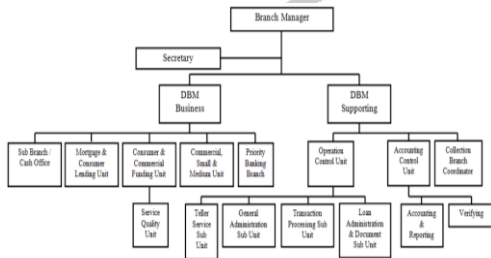 Branch Manager
Secretary
DBM
Business
DBM
Supporting
Sub Branch /
Cash Office
Mortgage &
Consumer
Lending Unit
Consumer &
Commercial
Funding Unit
Commercial,
Small &
Medium Unit
Priority
Banking
Branch
Operation
Control Unit
Accounting
Control
Unit
Collection
Branch
Coordinator
Service
Quality
Unit
Teller
Service Sub
Unit
General
Administration
Sub Unit
Transaction
Processing Sub
Unit
Loan
Administration
& Document
Sub Unit
Accounting
&
Reporting
Verifying